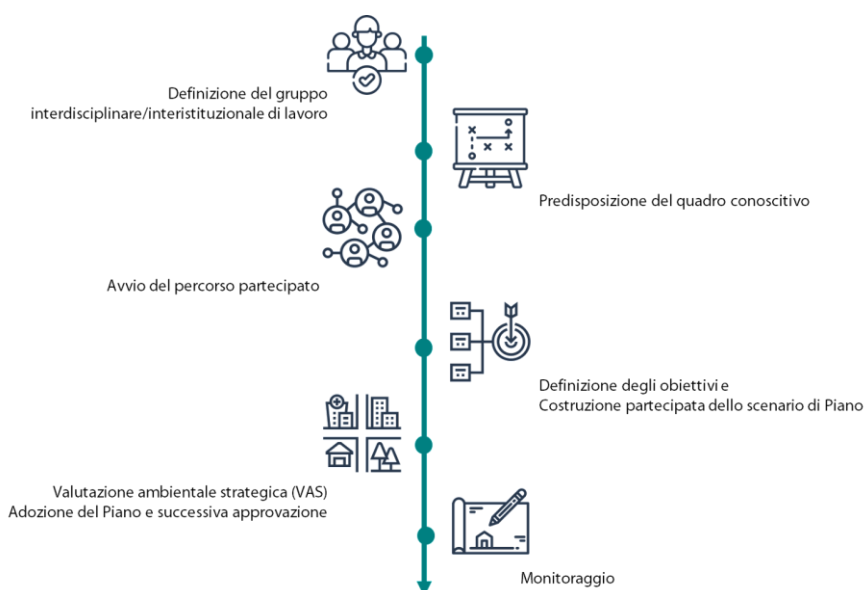 Definizione del gruppo
interdisciplinare/interistituzionale di lavoro
Predisposizione del quadro conoscitivo
Avvio del percorso partecipato
Definizione degli obiettivi e
Costruzione partecipata dello scenario di Piano
Valutazione ambientale strategica (VAS)
Adozione del Piano e successiva approvazione
Monitoraggio